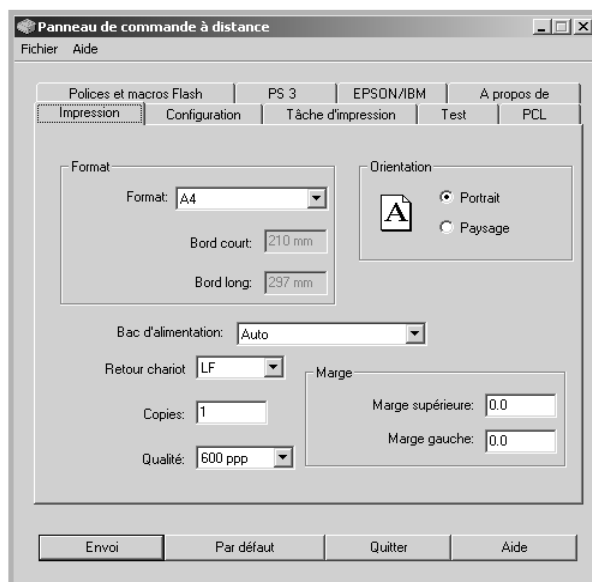 Panneau de commande à distance
Fichier Aide
Polices et macros Flash PS 3 EPSON/IBM A propos de
Impression Configuration Tâche d'impression Test PCL
Format Orientation
Format: A4 Portrait
A
Bord court: 210 mm Paysage
Bord long: 297 mm
Bac d'alimentation: Auto
Retour chariot LF Marge
Copies: 1 Marge supérieure: 0.0
Marge gauche: 0.0
Qualité: 600 ppp
Envoi Par défaut Quitter Aide